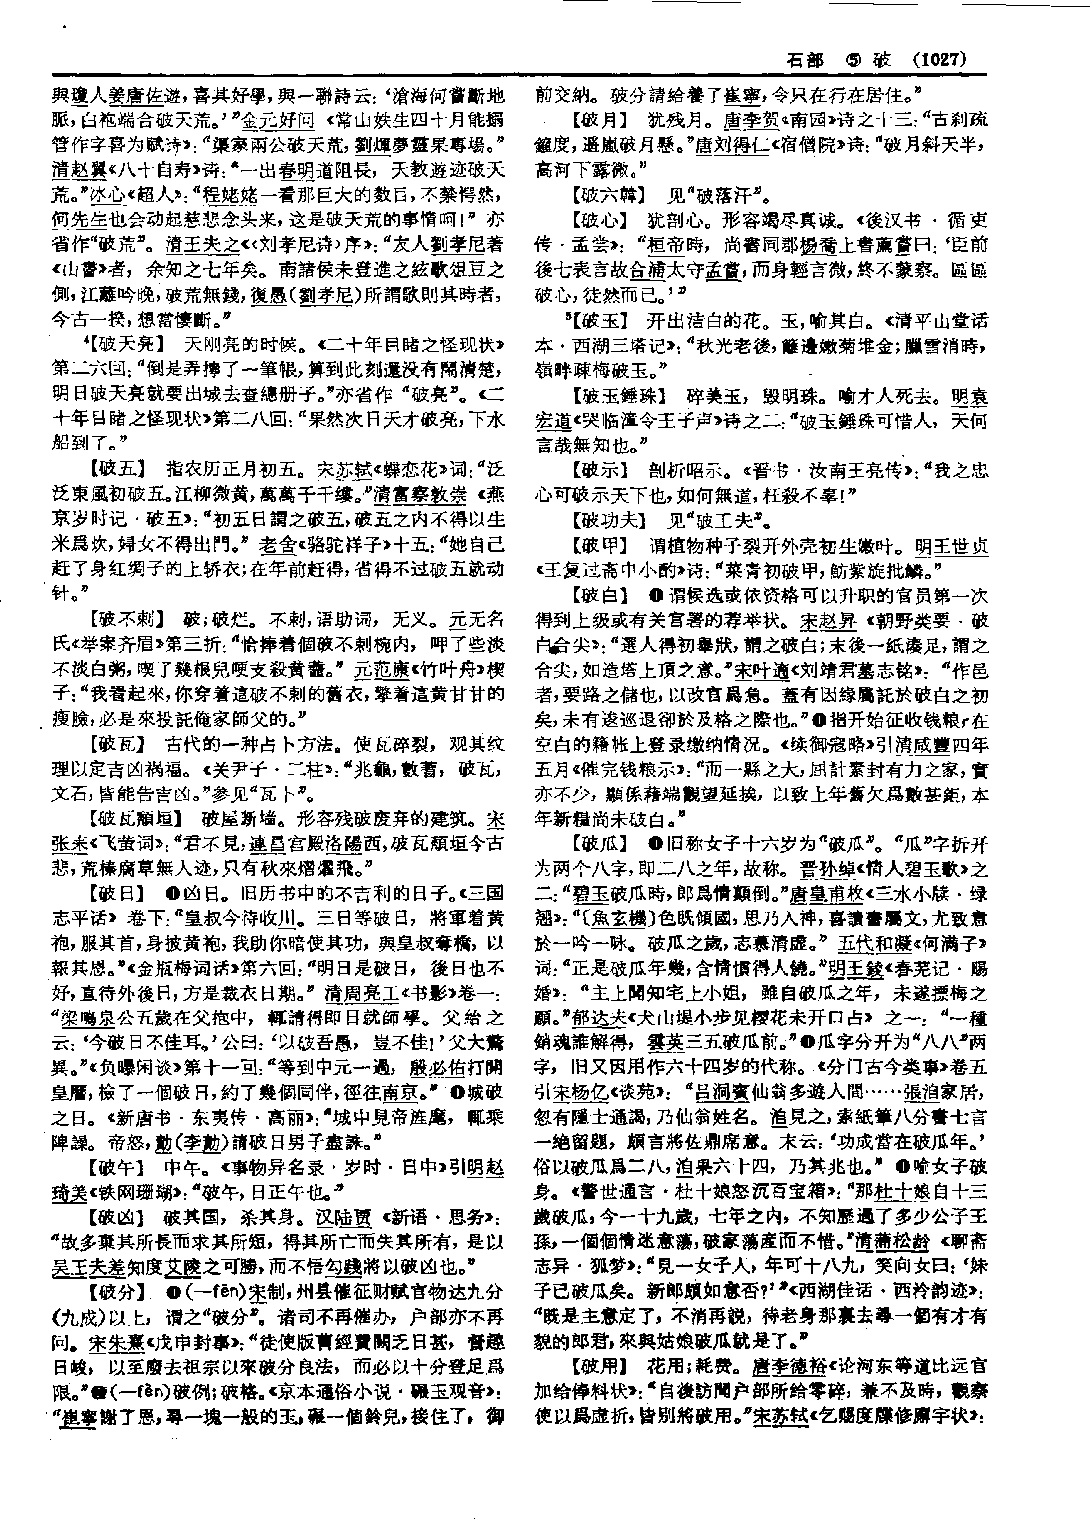 石部 ⑤ 破 (1027)
與瓊人姜唐佐遊，喜其好學，與一聯詩云：‘滄海何嘗斷地
脈，白袍端合破天荒。’”金元好问《常山妷生四十月能搦
管作字喜为赋诗》：“渠家兩公破天荒，劉煇夢靈杲專場。”
清赵翼《八十自寿》诗：“一出春明道阻長，天教遊迹破天
荒。”冰心《超人》：“程姥姥一看那巨大的数目，不禁愕然，
何先生也会动起慈悲念头来，这是破天荒的事情呵！”亦
省作“破荒”。清王夫之《〈刘孝尼诗〉序》：“友人劉孝尼著
《山書》者，余知之七年矣。南諸侯未登進之絃歌俎豆之
側，江蘺吟晚，破荒無錢，復愚（劉孝尼）所謂歌則其時者，
今古一揆，想當悽斷。”
⁴【破天亮】 天刚亮的时候。《二十年目睹之怪现状》
第二六回：“倒是弄擰了一筆帳，算到此刻還没有鬧清楚，
明日破天亮就要出城去查總册子。”亦省作“破亮”。《二
十年目睹之怪现状》第二八回：“果然次日天才破亮，下水
船到了。”
【破五】 指农历正月初五。宋苏轼《蝶恋花》词：“泛
泛東風初破五。江柳微黄，萬萬千千縷。”清富察敦崇《燕
京岁时记·破五》：“初五日謂之破五，破五之内不得以生
米爲炊，婦女不得出門。”老舍《骆驼祥子》十五：“她自己
赶了身红绸子的上轿衣；在年前赶得，省得不过破五就动
针。”
【破不剌】 破；破烂。不剌，语助词，无义。元无名
氏《举案齐眉》第三折：“恰捧着個破不剌椀内，呷了些淡
不淡白粥，喫了幾根兒哽支殺黄虀。”元范康《竹叶舟》楔
子：“我看起來，你穿着這破不剌的舊衣，擎着這黄甘甘的
瘦臉，必是來投託俺家師父的。”
【破瓦】 古代的一种占卜方法。使瓦碎裂，观其纹
理以定吉凶祸福。《关尹子·二柱》：“兆龜，數蓍，破瓦，
文石，皆能告吉凶。”参见“瓦卜”。
【破瓦頽垣】 破屋断墙。形容残破废弃的建筑。宋
张耒《飞萤词》：“君不見，連昌宫殿洛陽西，破瓦頽垣今古
悲，荒榛腐草無人迹，只有秋來熠燿飛。”
【破日】 ❶凶日。旧历书中的不吉利的日子。《三国
志平话》卷下：“皇叔今待收川。三日等破日，將軍着黄
袍，服其首，身披黄袍，我助你暗使其功，與皇叔奪橋，以
報其恩。”《金瓶梅词话》第六回：“明日是破日，後日也不
好，直待外後日，方是裁衣日期。”清周亮工《书影》卷一：
“梁鳴泉公五歲在父抱中，輒請得即日就師學。父紿之
云：‘今破日不佳耳。’公曰：‘以破吾愚，豈不佳！’父大驚
異。”《负曝闲谈》第十一回：“等到中元一過，殷必佑打開
皇曆，檢了一個破日，約了幾個同伴，徑往南京。”❷城破
之日。《新唐书·东夷传·高丽》：“城中見帝旌麾，輒乘
陴譟。帝怒，勣（李勣）請破日男子盡誅。”
【破午】 中午。《事物异名录·岁时·日中》引明赵
琦美《铁网珊瑚》：“破午，日正午也。”
【破凶】 破其国，杀其身。汉陆贾《新语·思务》：
“故多棄其所長而求其所短，得其所亡而失其所有，是以
吴王夫差知度艾陵之可勝，而不悟勾踐將以破凶也。”
【破分】 ❶（—fēn）宋制，州县催征财赋官物达九分
（九成）以上，谓之“破分”。诸司不再催办，户部亦不再
问。宋朱熹《戊申封事》：“徒使版曹經費闕乏日甚，督趣
日峻，以至廢去祖宗以來破分良法，而必以十分登足爲
限。”❷（—fèn）破例；破格。《京本通俗小说·碾玉观音》：
“崔寧謝了恩，尋一塊一般的玉，碾一個鈴兒，接住了，御
前交納。破分請給養了崔寧，令只在行在居住。”
【破月】 犹残月。唐李贺《南园》诗之十三：“古刹疏
鐘度，遥嵐破月懸。”唐刘得仁《宿僧院》诗：“破月斜天半，
高河下露微。”
【破六韓】 见“破落汗”。
【破心】 犹剖心。形容竭尽真诚。《後汉书·循吏
传·孟尝》：“桓帝時，尚書同郡楊喬上書薦嘗曰：‘臣前
後七表言故合浦太守孟嘗，而身輕言微，終不蒙察。區區
破心，徒然而已。’”
⁵【破玉】 开出洁白的花。玉，喻其白。《清平山堂话
本·西湖三塔记》：“秋光老後，籬邊嫩菊堆金；臘雪消時，
嶺畔疎梅破玉。”
【破玉錘珠】 碎美玉，毁明珠。喻才人死去。明袁
宏道《哭临漳令王子声》诗之二：“破玉錘珠可惜人，天何
言哉無知也。”
【破示】 剖析昭示。《晋书·汝南王亮传》：“我之忠
心可破示天下也，如何無道，枉殺不辜！”
【破功夫】 见“破工夫”。
【破甲】 谓植物种子裂开外壳初生嫩叶。明王世贞
《王复过斋中小酌》诗：“菜青初破甲，魴紫旋批鱗。”
【破白】 ❶谓候选或依资格可以升职的官员第一次
得到上级或有关官署的荐举状。宋赵昇《朝野类要·破
白合尖》：“選人得初舉狀，謂之破白；末後一紙湊足，謂之
合尖，如造塔上頂之意。”宋叶適《刘靖君墓志铭》：“作邑
者，要路之儲也，以改官爲急。蓋有因緣屬託於破白之初
矣，未有逡巡退卻於及格之際也。”❷指开始征收钱粮，在
空白的籍帐上登录缴纳情况。《续御寇略》引清咸豐四年
五月《催完钱粮示》：“而一縣之大，屈計素封有力之家，實
亦不少，顯係藉端觀望延挨，以致上年舊欠爲數甚鉅，本
年新糧尚未破白。”
【破瓜】 ❶旧称女子十六岁为“破瓜”。“瓜”字拆开
为两个八字，即二八之年，故称。晋孙绰《情人碧玉歌》之
二：“碧玉破瓜時，郎爲情顛倒。”唐皇甫枚《三水小牍·绿
翘》：“〔魚玄機〕色既傾國，思乃入神，喜讀書屬文，尤致意
於一吟一咏。破瓜之歲，志慕清虚。”五代和凝《何满子》
词：“正是破瓜年幾，含情慣得人饒。”明王錂《春芜记·赐
婚》：“主上聞知宅上小姐，雖自破瓜之年，未遂摽梅之
願。”郁达夫《犬山堤小步见樱花未开口占》之一：“一種
銷魂誰解得，雲英三五破瓜前。”❷瓜字分开为“八八”两
字，旧又因用作六十四岁的代称。《分门古今类事》卷五
引宋杨亿《谈苑》：“吕洞賓仙翁多遊人間……張洎家居，
忽有隱士通謁，乃仙翁姓名。洎見之，索紙筆八分書七言
一絶留題，頗言將佐鼎席意。末云：‘功成當在破瓜年。’
俗以破瓜爲二八，洎果六十四，乃其兆也。”❸喻女子破
身。《警世通言·杜十娘怒沉百宝箱》：“那杜十娘自十三
歲破瓜，今一十九歲，七年之内，不知歷過了多少公子王
孫，一個個情迷意蕩，破家蕩産而不惜。”清蒲松龄《聊斋
志异·狐梦》：“見一女子入，年可十八九，笑向女曰：‘妹
子已破瓜矣。新郎頗如意否？’”《西湖佳话·西泠韵迹》：
“既是主意定了，不消再説，待老身那裏去尋一個有才有
貌的郎君，來與姑娘破瓜就是了。”
【破用】 花用；耗费。唐李德裕《论河东等道比远官
加给俸料状》：“自後訪聞户部所給零碎，兼不及時，觀察
使以爲虚折，皆别將破用。”宋苏轼《乞赐度牒修廨宇状》：